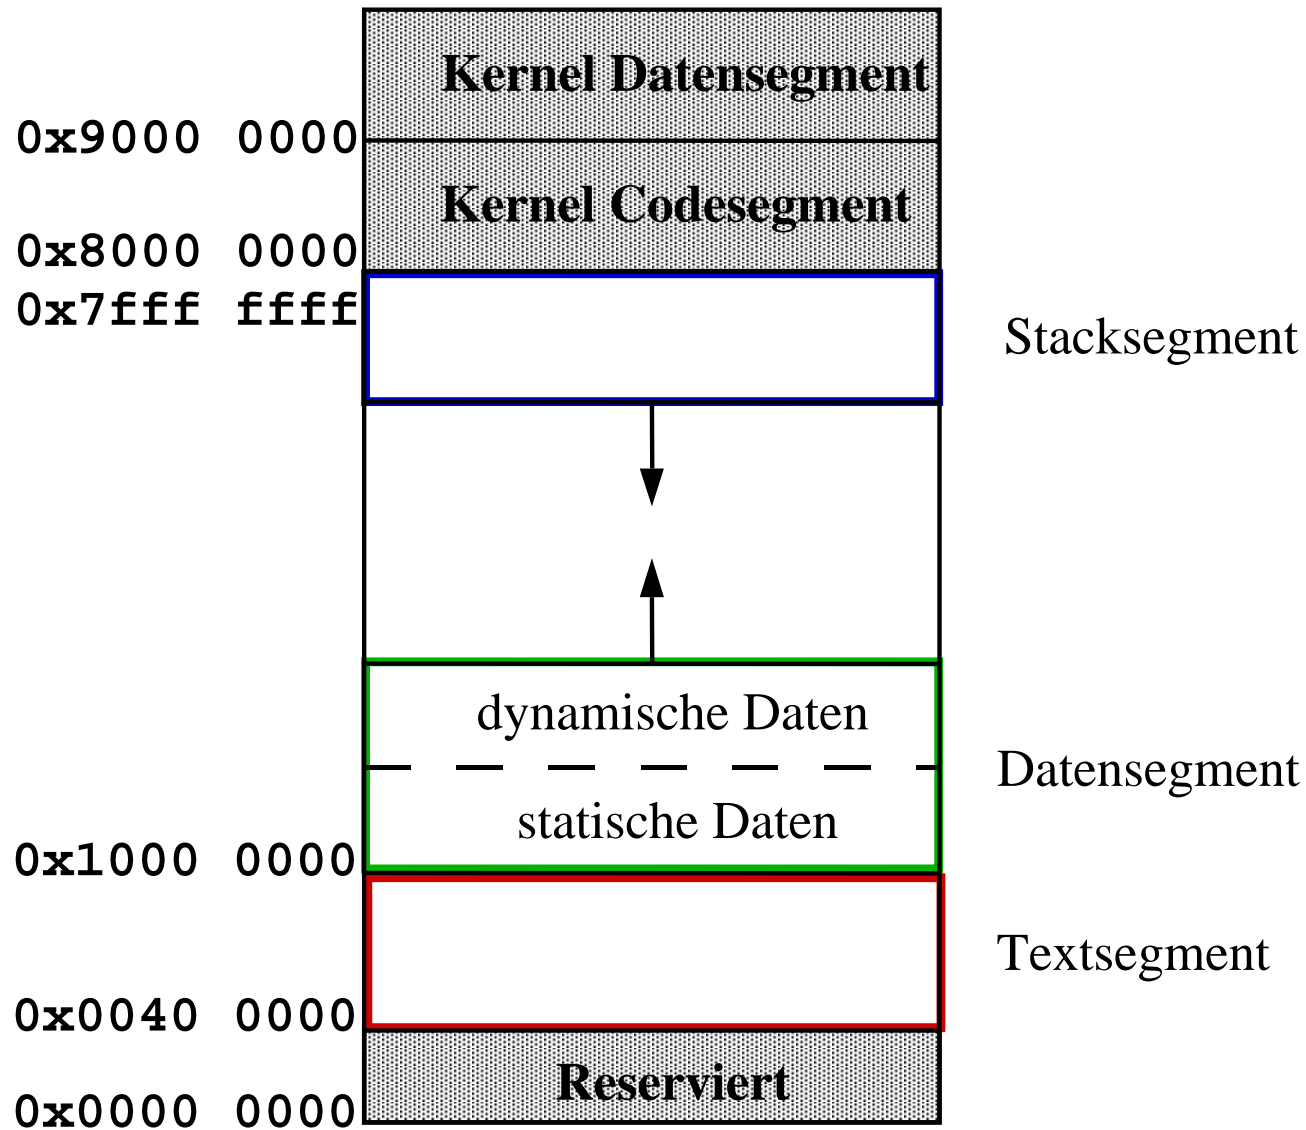 Kernel Datensegment
0x9000 0000
Kernel Codesegment
0x8000 0000
0x7fff ffff
Stacksegment
dynamische Daten
Datensegment
statische Daten
0x1000 0000
Textsegment
0x0040 0000
Reserviert
0x0000 0000